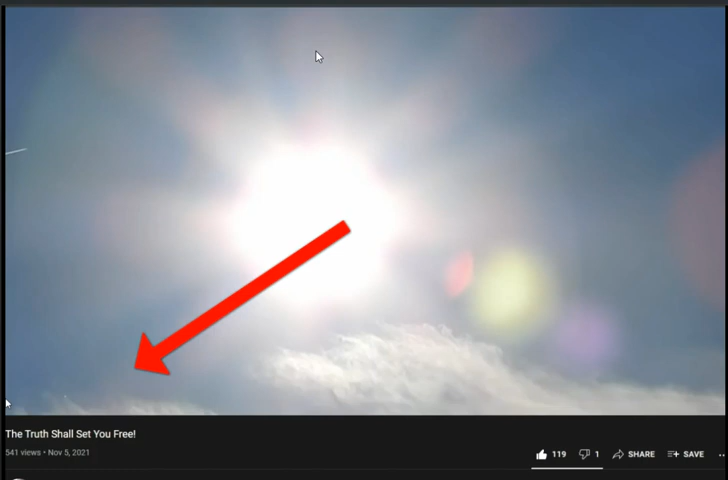 The Truth Shall Set You Free!
541 views • Nov 5, 2021
119 1 SHARE SAVE